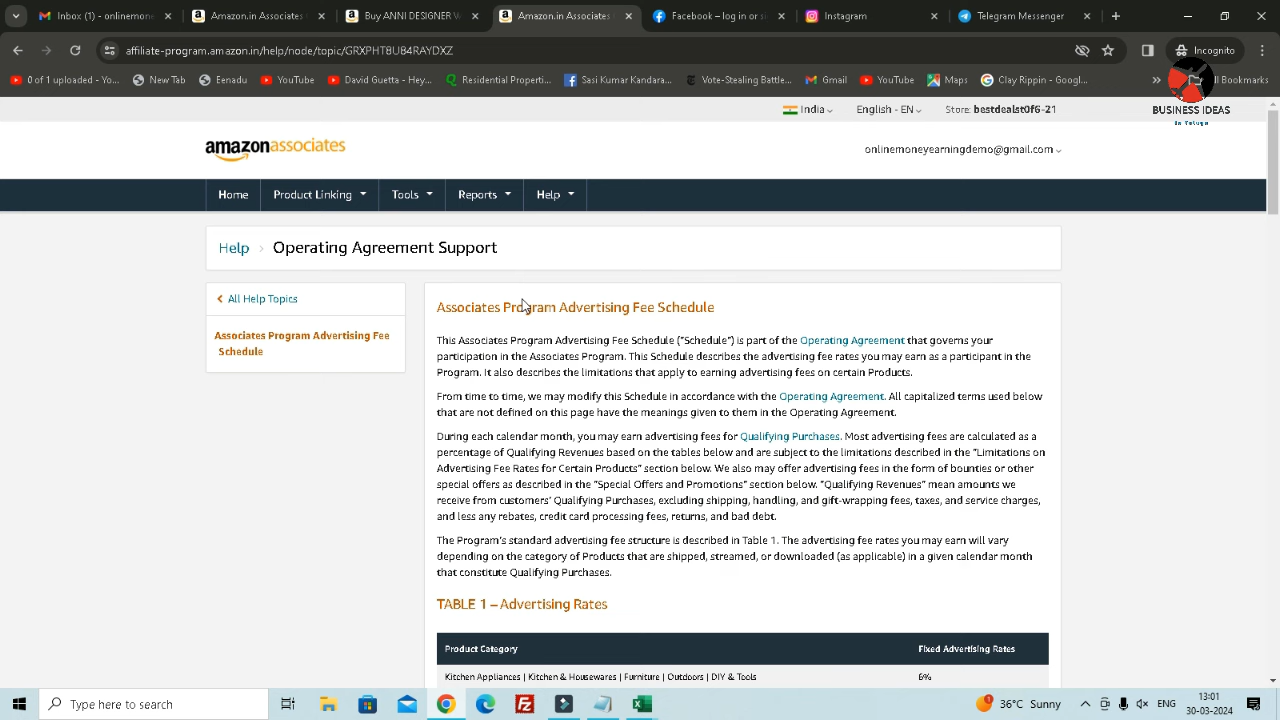 Inbox (1) - onlinemone
Amazon.in Associates
Buy ANNI DESIGNER W
Amazon.in Associates
Facebook – log in or si
Instagram
Telegram Messenger
affiliate-program.amazon.in/help/node/topic/GRXPHT8U84RAYDXZ
Incognito
0 of 1 uploaded - Yo...
New Tab
Eenadu
YouTube
David Guetta - Hey...
Residential Properti...
Sasi Kumar Kandara...
Vote-Stealing Battle...
Gmail
YouTube
Maps
Clay Rippin - Googl...
ll Bookmarks
BUSINESS IDEAS
In Telugu
India
English - EN
Store: bestdealst0f6-21
amazonassociates
onlinemoneyearningdemo@gmail.com
Home
Product Linking
Tools
Reports
Help
Help › Operating Agreement Support
All Help Topics
Associates Program Advertising Fee
Schedule
Associates Program Advertising Fee Schedule
This Associates Program Advertising Fee Schedule ("Schedule") is part of the Operating Agreement that governs your
participation in the Associates Program. This Schedule describes the advertising fee rates you may earn as a participant in the
Program. It also describes the limitations that apply to earning advertising fees on certain Products.
From time to time, we may modify this Schedule in accordance with the Operating Agreement. All capitalized terms used below
that are not defined on this page have the meanings given to them in the Operating Agreement.
During each calendar month, you may earn advertising fees for Qualifying Purchases. Most advertising fees are calculated as a
percentage of Qualifying Revenues based on the tables below and are subject to the limitations described in the "Limitations on
Advertising Fee Rates for Certain Products" section below. We also may offer advertising fees in the form of bounties or other
special offers as described in the "Special Offers and Promotions" section below. "Qualifying Revenues" mean amounts we
receive from customers' Qualifying Purchases, excluding shipping, handling, and gift-wrapping fees, taxes, and service charges,
and less any rebates, credit card processing fees, returns, and bad debt.
The Program's standard advertising fee structure is described in Table 1. The advertising fee rates you may earn will vary
depending on the category of Products that are shipped, streamed, or downloaded (as applicable) in a given calendar month
that constitute Qualifying Purchases.
TABLE 1 – Advertising Rates
Product Category
Fixed Advertising Rates
Kitchen Appliances | Kitchen & Housewares | Furniture | Outdoors | DIY & Tools
6%
Type here to search
36°C Sunny
ENG
13:01
30-03-2024